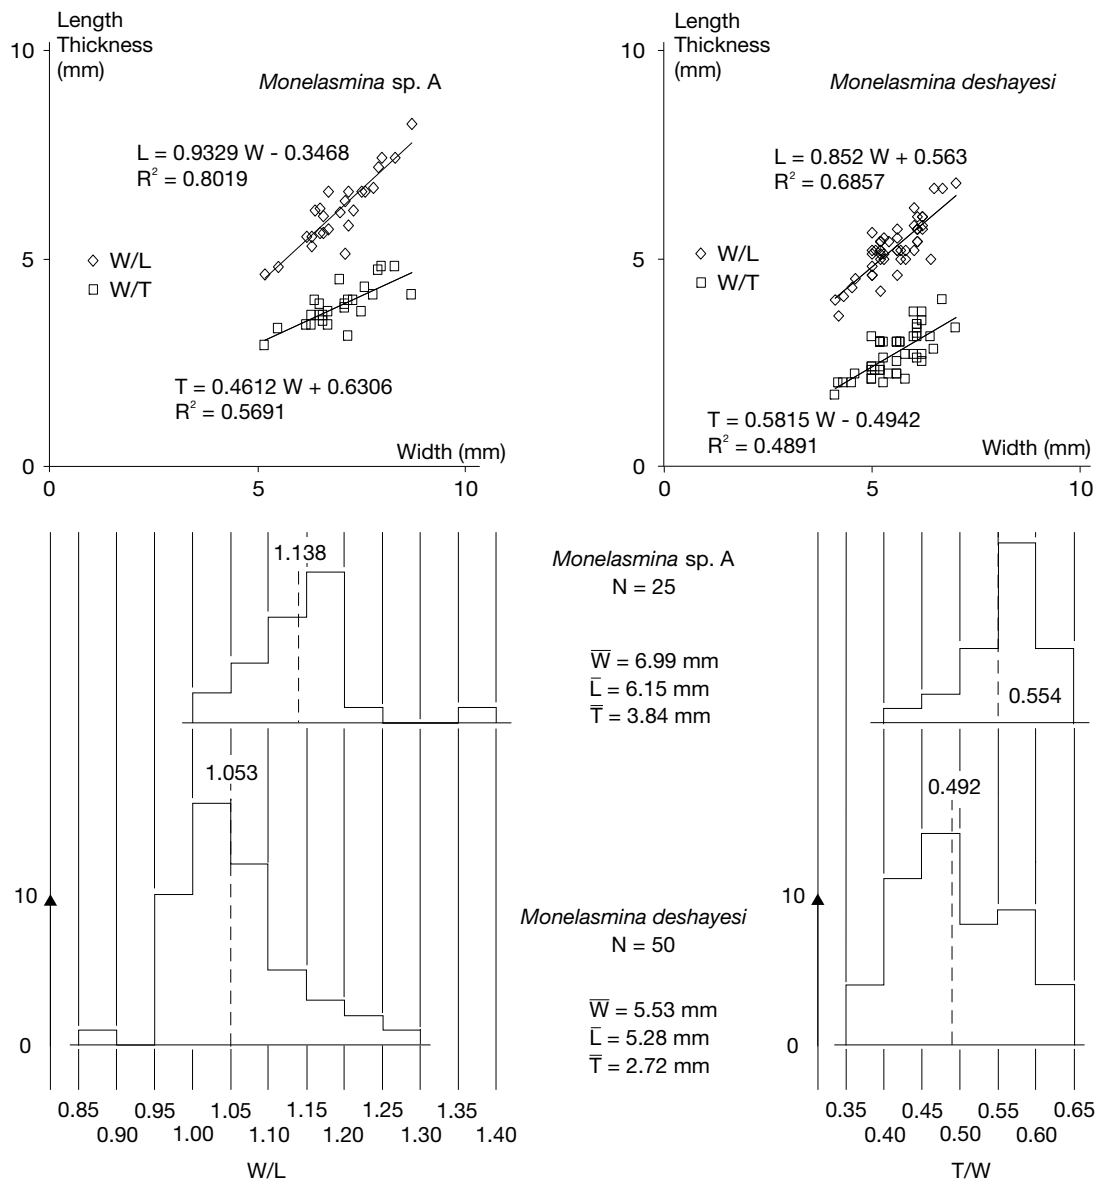 Length
Thickness
(mm)
10
5
0
Monelasmina sp. A
L = 0.9329 W - 0.3468
R² = 0.8019
W/L
W/T
T = 0.4612 W + 0.6306
R² = 0.5691
Width (mm)
0 5 10
Length
Thickness
(mm)
10
5
0
Monelasmina deshayesi
L = 0.852 W + 0.563
R² = 0.6857
W/L
W/T
T = 0.5815 W - 0.4942
R² = 0.4891
Width (mm)
0 5 10
1.138
Monelasmina sp. A
N = 25
W̅ = 6.99 mm
L̅ = 6.15 mm
T̅ = 3.84 mm
0.554
1.053
0.492
10
0
Monelasmina deshayesi
N = 50
W̅ = 5.53 mm
L̅ = 5.28 mm
T̅ = 2.72 mm
10
0
0.85 0.95 1.05 1.15 1.25 1.35
0.90 1.00 1.10 1.20 1.30 1.40
W/L
0.35 0.45 0.55 0.65
0.40 0.50 0.60
T/W